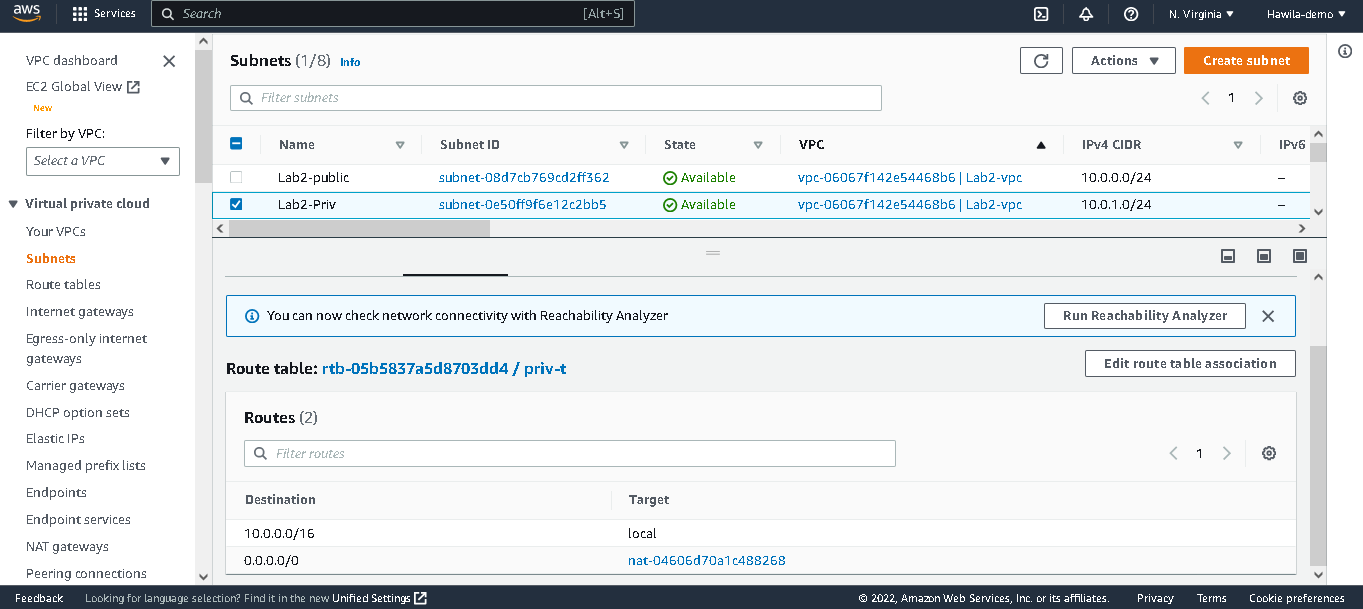 aws Services Search [Alt+S] N. Virginia Hawila-demo
VPC dashboard
EC2 Global View
New
Filter by VPC:
Select a VPC
Virtual private cloud
Your VPCs
Subnets
Route tables
Internet gateways
Egress-only internet
gateways
Carrier gateways
DHCP option sets
Elastic IPs
Managed prefix lists
Endpoints
Endpoint services
NAT gateways
Peering connections
Subnets (1/8) Info Actions Create subnet
Filter subnets 1
Name Subnet ID State VPC IPv4 CIDR IPv6
Lab2-public subnet-08d7cb769cd2ff362 Available vpc-06067f142e54468b6 | Lab2-vpc 10.0.0.0/24 –
Lab2-Priv subnet-0e50ff9f6e12c2bb5 Available vpc-06067f142e54468b6 | Lab2-vpc 10.0.1.0/24 –
You can now check network connectivity with Reachability Analyzer Run Reachability Analyzer
Route table: rtb-05b5837a5d8703dd4 / priv-t Edit route table association
Routes (2)
Filter routes 1
Destination Target
10.0.0.0/16 local
0.0.0.0/0 nat-04606d70a1c488268
Feedback Looking for language selection? Find it in the new Unified Settings © 2022, Amazon Web Services, Inc. or its affiliates. Privacy Terms Cookie preferences